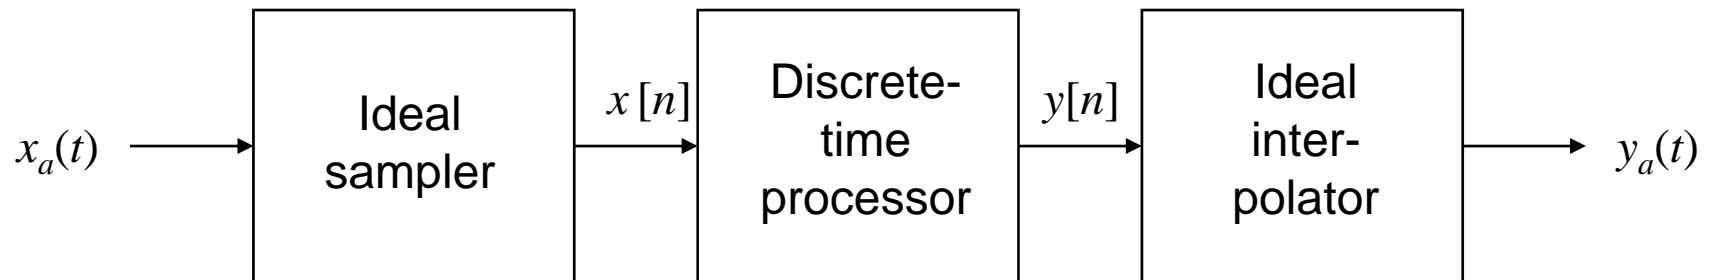 x_a(t)
Ideal
sampler
x[n]
Discrete-
time
processor
y[n]
Ideal
inter-
polator
y_a(t)